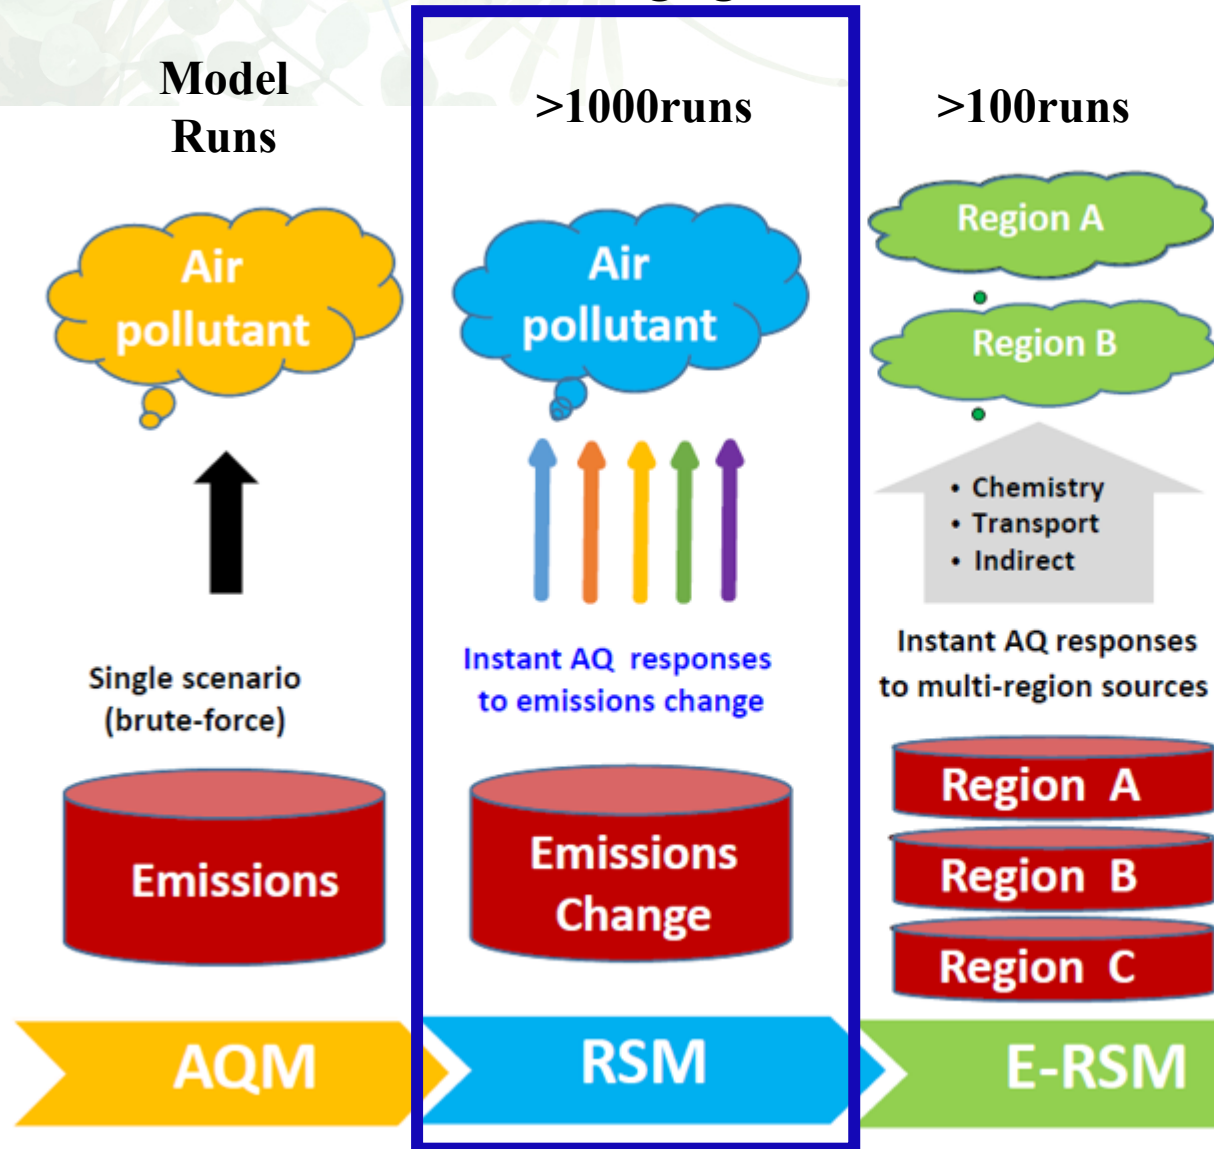 Model
Runs
>1000runs
>100runs
Air
pollutant
Air
pollutant
Region A
Region B
• Chemistry
• Transport
• Indirect
Single scenario
(brute-force)
Instant AQ responses
to emissions change
Instant AQ responses
to multi-region sources
Emissions
Emissions
Change
Region A
Region B
Region C
AQM
RSM
E-RSM